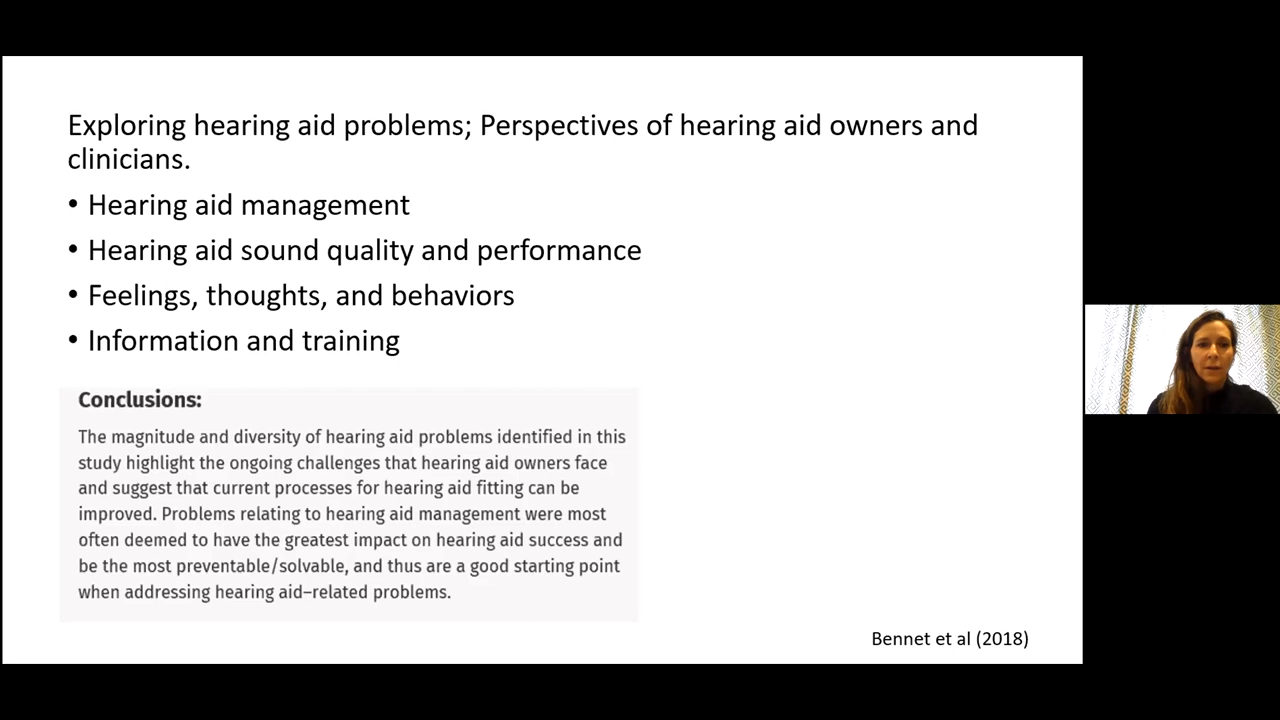 Exploring hearing aid problems; Perspectives of hearing aid owners and
clinicians.
• Hearing aid management
• Hearing aid sound quality and performance
• Feelings, thoughts, and behaviors
• Information and training
Conclusions:
The magnitude and diversity of hearing aid problems identified in this
study highlight the ongoing challenges that hearing aid owners face
and suggest that current processes for hearing aid fitting can be
improved. Problems relating to hearing aid management were most
often deemed to have the greatest impact on hearing aid success and
be the most preventable/solvable, and thus are a good starting point
when addressing hearing aid–related problems.
Bennet et al (2018)